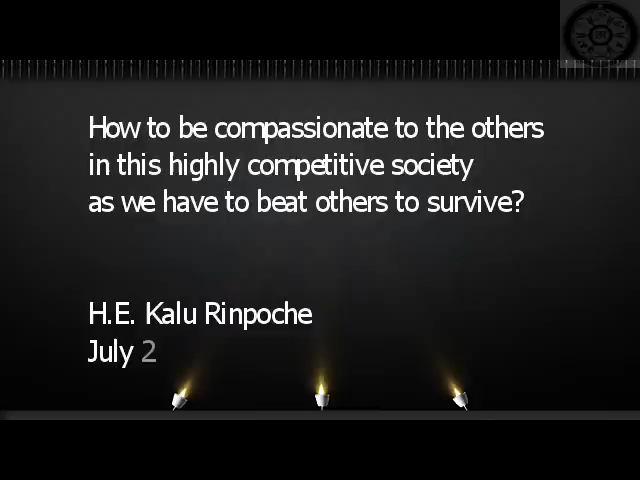 How to be compassionate to the others
in this highly competitive society
as we have to beat others to survive?
H.E. Kalu Rinpoche
July 2